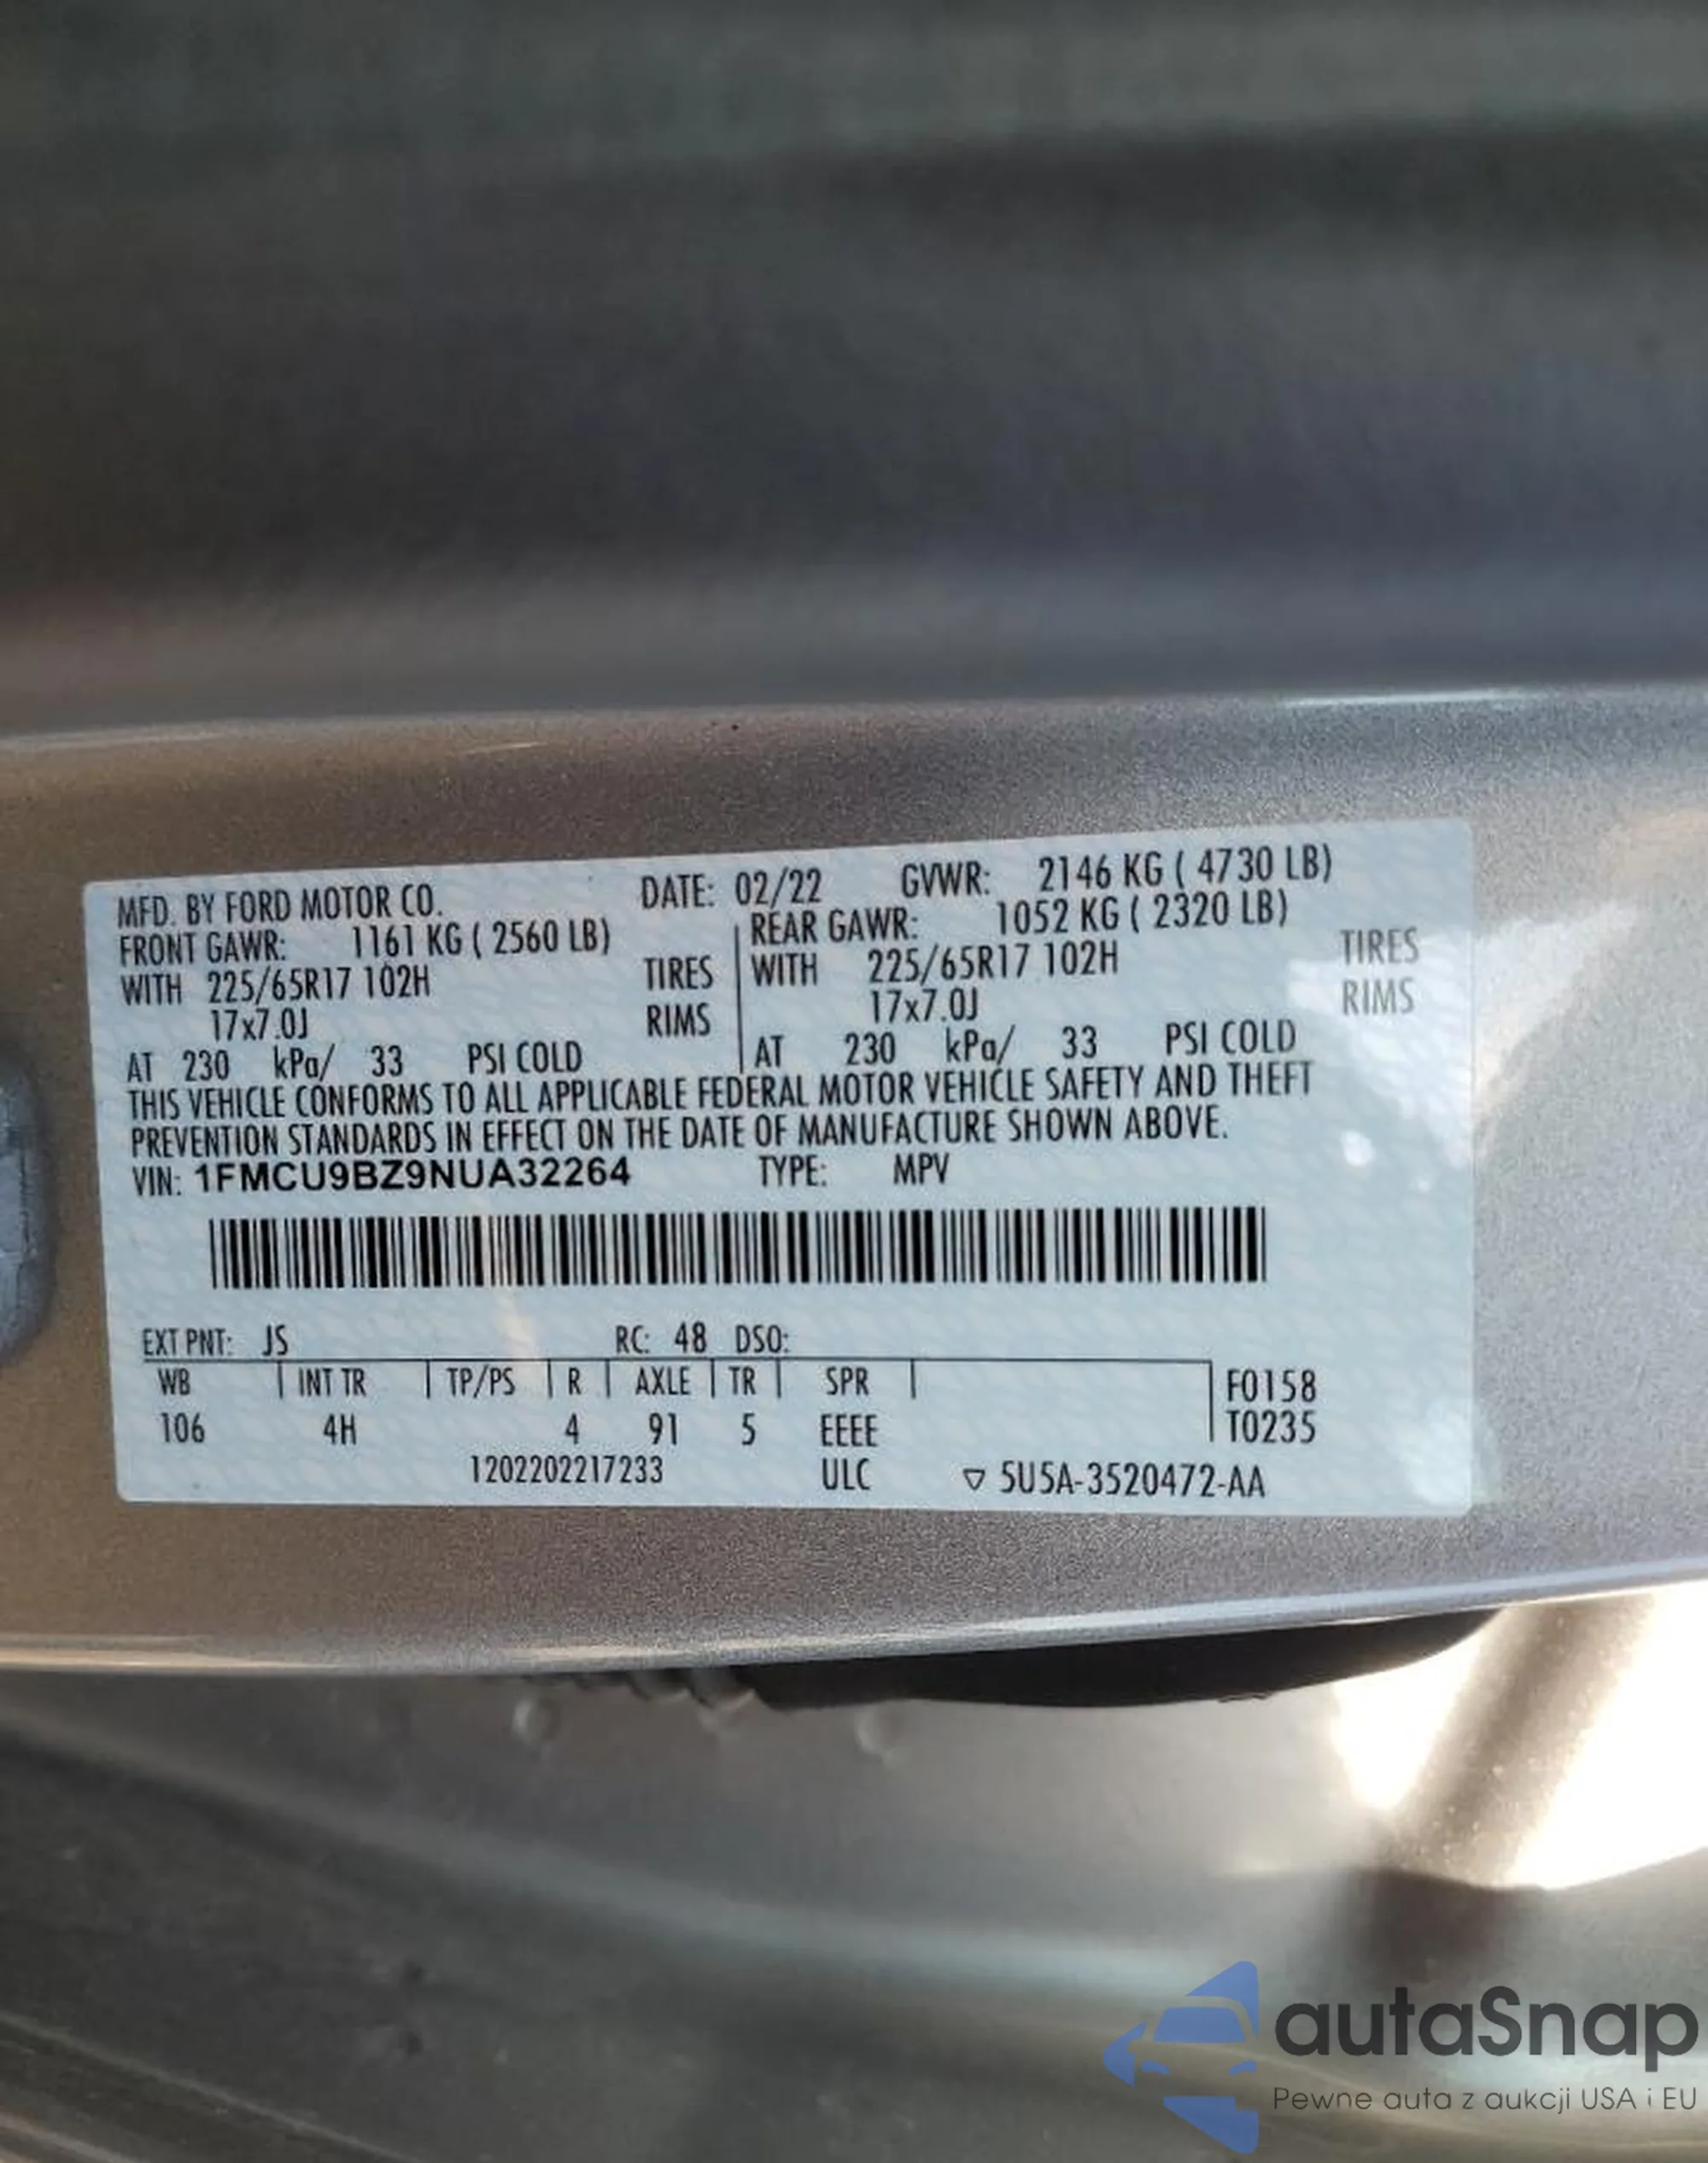 MFD. BY FORD MOTOR CO. DATE: 02/22 GVWR: 2146 KG ( 4730 LB)
FRONT GAWR: 1161 KG ( 2560 LB) REAR GAWR: 1052 KG ( 2320 LB)
WITH 225/65R17 102H TIRES WITH 225/65R17 102H TIRES
17x7.0J RIMS 17x7.0J RIMS
AT 230 kPa/ 33 PSI COLD AT 230 kPa/ 33 PSI COLD
THIS VEHICLE CONFORMS TO ALL APPLICABLE FEDERAL MOTOR VEHICLE SAFETY AND THEFT
PREVENTION STANDARDS IN EFFECT ON THE DATE OF MANUFACTURE SHOWN ABOVE.
VIN: 1FMCU9BZ9NUA32264 TYPE: MPV
EXT PNT: JS RC: 48 DSO:
WB INT TR TP/PS R AXLE TR SPR F0158
106 4H 4 91 5 EEEE T0235
1202202217233 ULC ▽ 5U5A-3520472-AA
autaSnap
Pewne auta z aukcji USA i EU